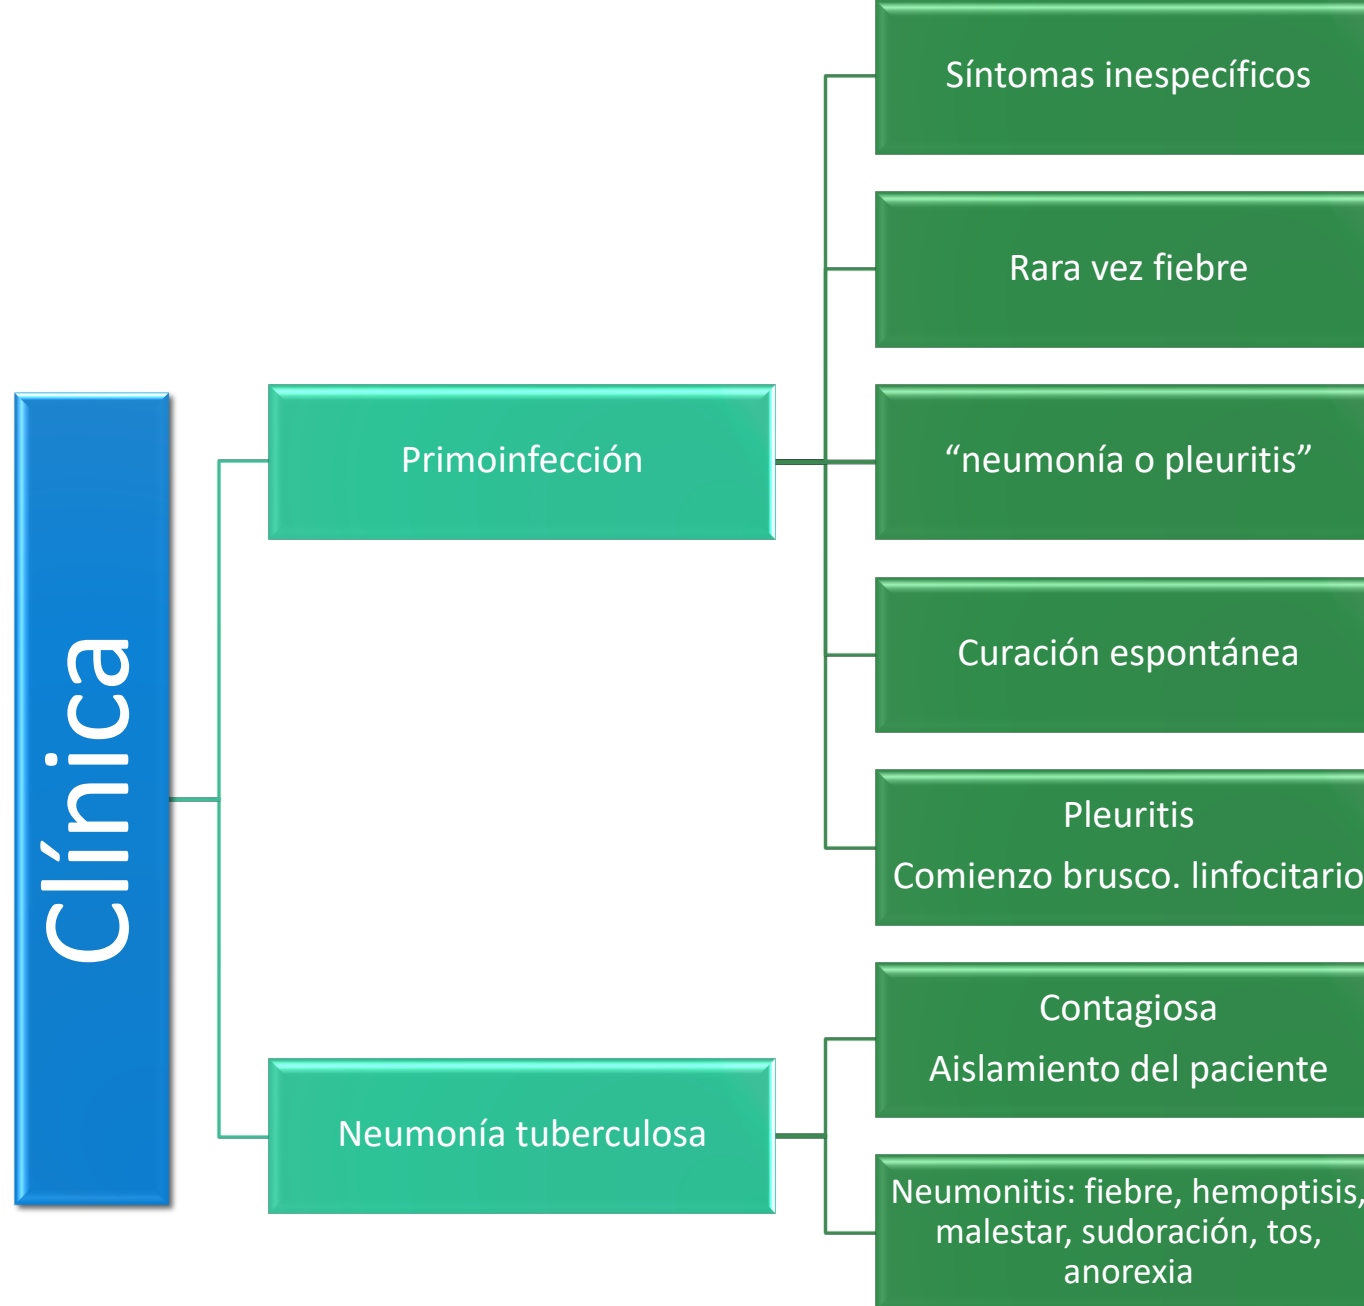 Clínica
Primoinfección
Síntomas inespecíficos
Rara vez fiebre
“neumonía o pleuritis”
Curación espontánea
Pleuritis
Comienzo brusco. linfocitario
Neumonía tuberculosa
Contagiosa
Aislamiento del paciente
Neumonitis: fiebre, hemoptisis,
malestar, sudoración, tos,
anorexia